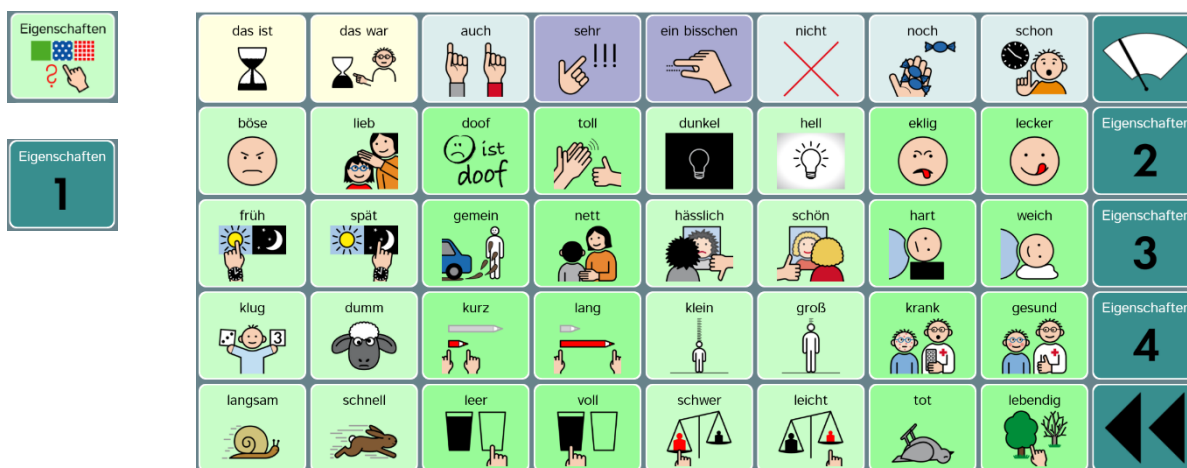 Eigenschaften
?
Eigenschaften
1
das ist
das war
auch
sehr
!!!
ein bisschen
nicht
noch
schon
böse
lieb
doof
ist
doof
toll
dunkel
hell
eklig
lecker
Eigenschaften
2
früh
spät
gemein
nett
hässlich
schön
hart
weich
Eigenschaften
3
klug
3
dumm
kurz
lang
klein
groß
krank
gesund
Eigenschaften
4
langsam
schnell
leer
voll
schwer
leicht
tot
lebendig